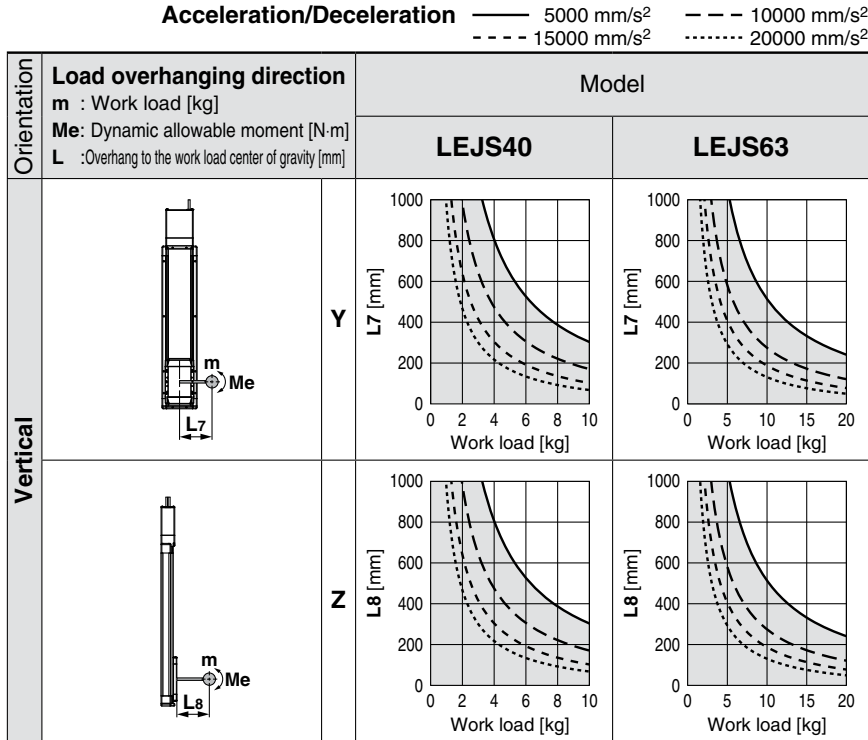 Acceleration/Deceleration
5000 mm/s²
10000 mm/s²
15000 mm/s²
20000 mm/s²
Orientation
Load overhanging direction
m : Work load [kg]
Me: Dynamic allowable moment [N·m]
L :Overhang to the work load center of gravity [mm]
Model
LEJS40
LEJS63
Vertical
m
Me
L7
Y
L7 [mm]
1000
800
600
400
200
0
0 2 4 6 8 10
Work load [kg]
L7 [mm]
1000
800
600
400
200
0
0 5 10 15 20
Work load [kg]
m
Me
L8
Z
L8 [mm]
1000
800
600
400
200
0
0 2 4 6 8 10
Work load [kg]
L8 [mm]
1000
800
600
400
200
0
0 5 10 15 20
Work load [kg]